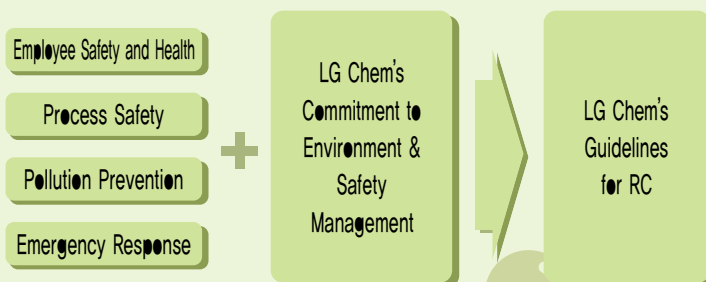 Employee Safety and Health
Process Safety
Pollution Prevention
Emergency Response
LG Chem's
Commitment to
Environment &
Safety
Management
LG Chem's
Guidelines
for RC